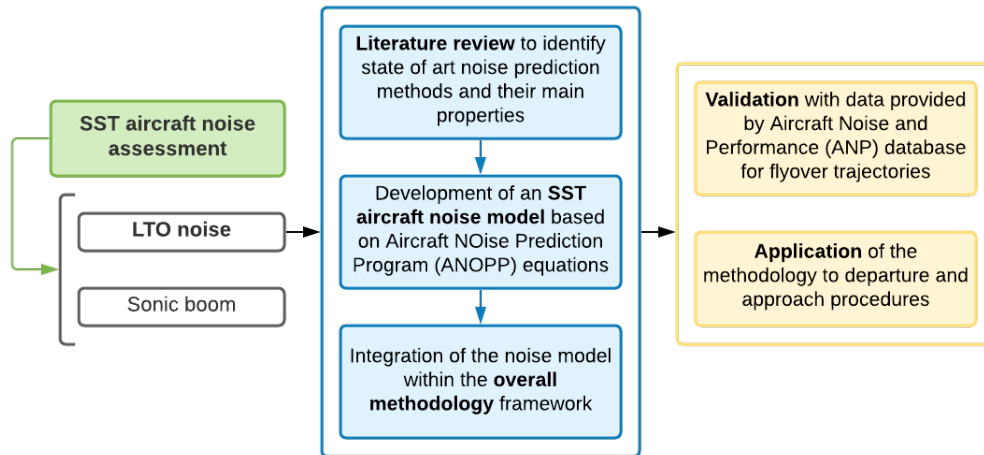 SST aircraft noise
assessment
LTO noise
Sonic boom
Literature review to identify
state of art noise prediction
methods and their main
properties
Development of an SST
aircraft noise model based
on Aircraft NOise Prediction
Program (ANOPP) equations
Integration of the noise model
within the overall
methodology framework
Validation with data provided
by Aircraft Noise and
Performance (ANP) database
for flyover trajectories
Application of the
methodology to departure and
approach procedures